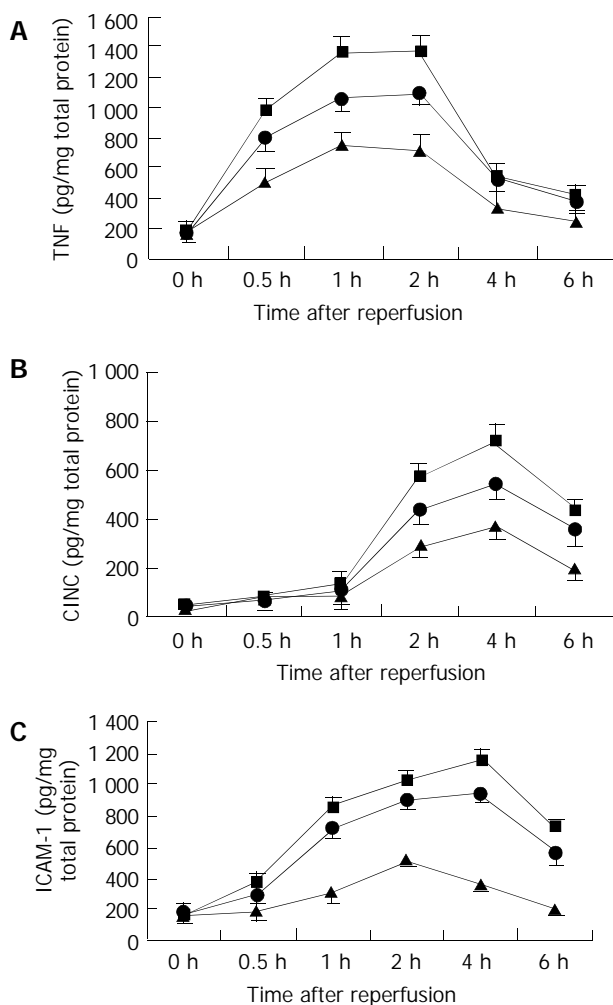 A
TNF (pg/mg total protein)
1 600
1 400
1 200
1 000
800
600
400
200
0
0 h 0.5 h 1 h 2 h 4 h 6 h
Time after reperfusion
B
CINC (pg/mg total protein)
1 000
800
600
400
200
0
0 h 0.5 h 1 h 2 h 4 h 6 h
Time after reperfusion
C
ICAM-1 (pg/mg
total protein)
1 400
1 200
1 000
800
600
400
200
0
0 h 0.5 h 1 h 2 h 4 h 6 h
Time after reperfusion